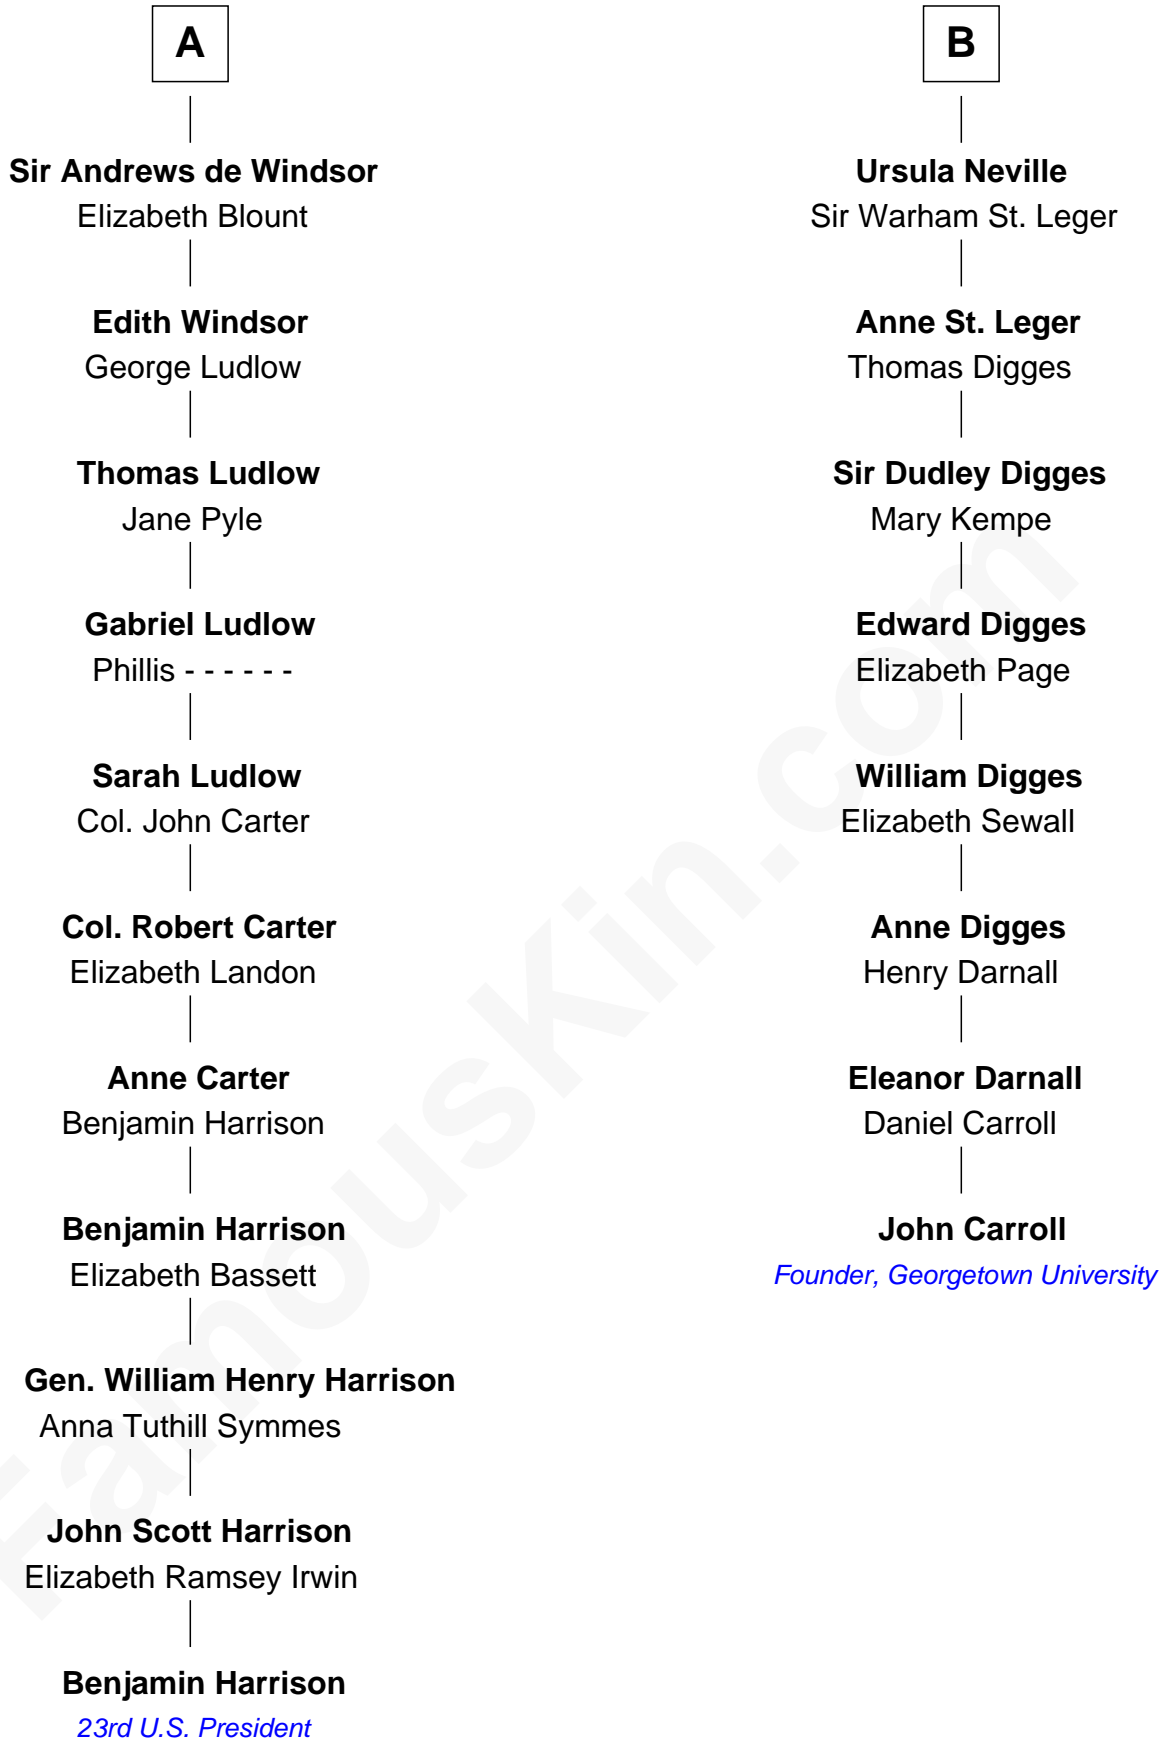 A
Sir Andrews de Windsor
Elizabeth Blount
Edith Windsor
George Ludlow
Thomas Ludlow
Jane Pyle
Gabriel Ludlow
Phillis - - - - - -
Sarah Ludlow
Col. John Carter
Col. Robert Carter
Elizabeth Landon
Anne Carter
Benjamin Harrison
Benjamin Harrison
Elizabeth Bassett
Gen. William Henry Harrison
Anna Tuthill Symmes
John Scott Harrison
Elizabeth Ramsey Irwin
Benjamin Harrison
23rd U.S. President
B
Ursula Neville
Sir Warham St. Leger
Anne St. Leger
Thomas Digges
Sir Dudley Digges
Mary Kempe
Edward Digges
Elizabeth Page
William Digges
Elizabeth Sewall
Anne Digges
Henry Darnall
Eleanor Darnall
Daniel Carroll
John Carroll
Founder, Georgetown University
FamousKin.com